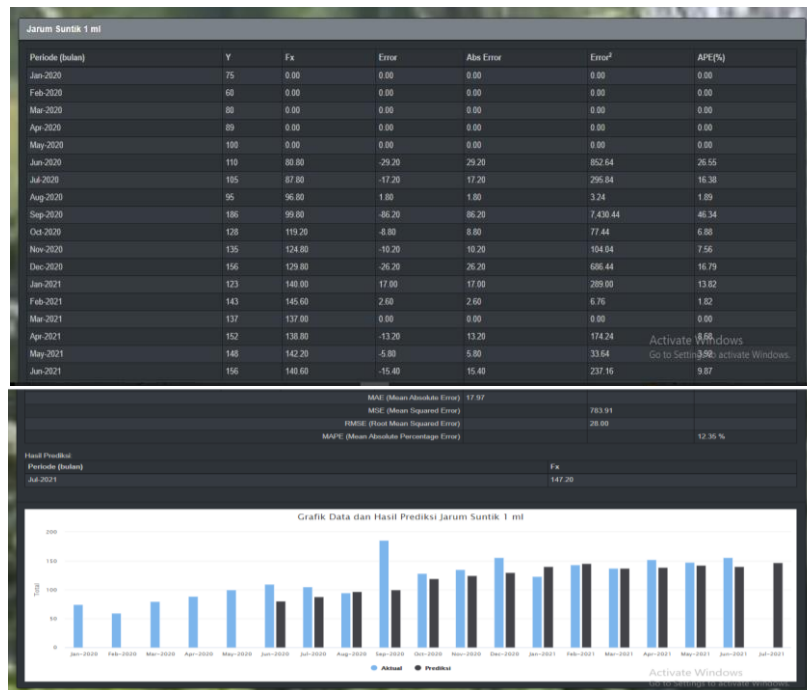 Jarum Suntik 1 ml
Periode (bulan) Y Fx Error Abs Error Error² APE(%)
Jan-2020 75 0.00 0.00 0.00 0.00 0.00
Feb-2020 60 0.00 0.00 0.00 0.00 0.00
Mar-2020 80 0.00 0.00 0.00 0.00 0.00
Apr-2020 89 0.00 0.00 0.00 0.00 0.00
May-2020 100 0.00 0.00 0.00 0.00 0.00
Jun-2020 110 80.80 -29.20 29.20 852.64 26.55
Jul-2020 105 87.80 -17.20 17.20 295.84 16.38
Aug-2020 95 96.80 1.80 1.80 3.24 1.89
Sep-2020 186 99.80 -86.20 86.20 7,430.44 46.34
Oct-2020 128 119.20 -8.80 8.80 77.44 6.88
Nov-2020 135 124.80 -10.20 10.20 104.04 7.56
Dec-2020 156 129.80 -26.20 26.20 686.44 16.79
Jan-2021 123 140.00 17.00 17.00 289.00 13.82
Feb-2021 143 145.60 2.60 2.60 6.76 1.82
Mar-2021 137 137.00 0.00 0.00 0.00 0.00
Apr-2021 152 138.80 -13.20 13.20 174.24 8.68
Activate Windows
May-2021 148 142.20 -5.80 5.80 33.64 3.92
Go to Settings to activate Windows.
Jun-2021 156 140.60 -15.40 15.40 237.16 9.87
MAE (Mean Absolute Error) 17.97
MSE (Mean Squared Error) 783.91
RMSE (Root Mean Squared Error) 28.00
MAPE (Mean Absolute Percentage Error) 12.35 %
Hasil Prediksi
Periode (bulan) Fx
Jul-2021 147.20
Grafik Data dan Hasil Prediksi Jarum Suntik 1 ml
200
150
100
50
0
Total
Jan-2020 Feb-2020 Mar-2020 Apr-2020 May-2020 Jun-2020 Jul-2020 Aug-2020 Sep-2020 Oct-2020 Nov-2020 Dec-2020 Jan-2021 Feb-2021 Mar-2021 Apr-2021 May-2021 Jun-2021 Jul-2021
Aktual Prediksi
Activate Windows
Go to Settings to activate Windows.